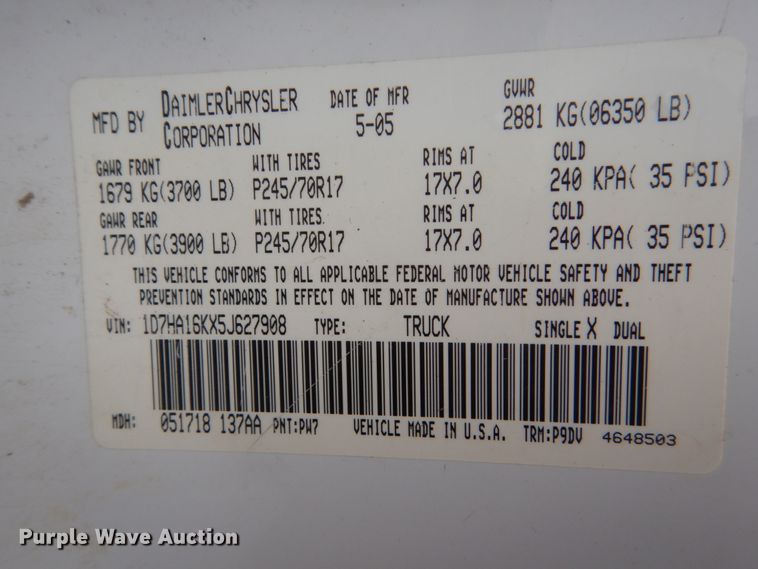 MFD BY DAIMLERCHRYSLER CORPORATION DATE OF MFR 5-05 GVWR 2881 KG(06350 LB)
GAWR FRONT WITH TIRES RIMS AT COLD
1679 KG(3700 LB) P245/70R17 17X7.0 240 KPA( 35 PSI)
GAWR REAR WITH TIRES RIMS AT COLD
1770 KG(3900 LB) P245/70R17 17X7.0 240 KPA( 35 PSI)
THIS VEHICLE CONFORMS TO ALL APPLICABLE FEDERAL MOTOR VEHICLE SAFETY AND THEFT
PREVENTION STANDARDS IN EFFECT ON THE DATE OF MANUFACTURE SHOWN ABOVE.
VIN: 1D7HA16KX5J627908 TYPE: TRUCK SINGLE X DUAL
MDH: 051718 137AA PNT:PW7 VEHICLE MADE IN U.S.A. TRM:P9DV 4648503
Purple Wave Auction